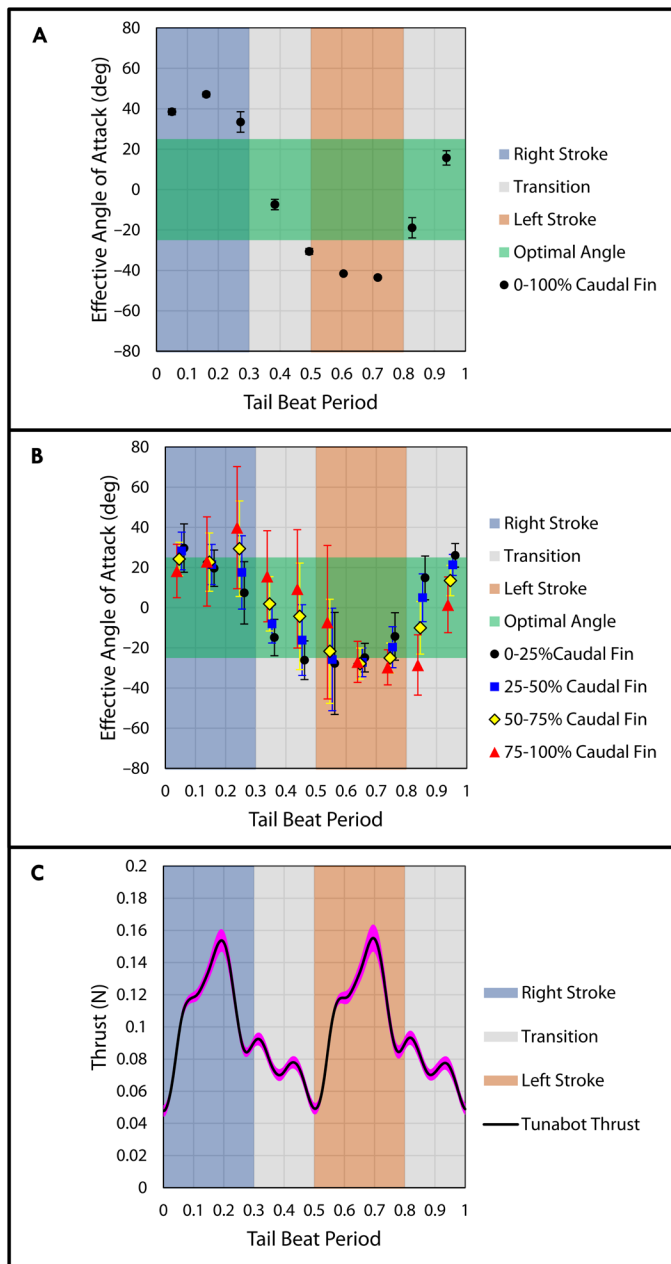 A
Effective Angle of Attack (deg)
80
60
40
20
0
–20
–40
–60
–80
0 0.1 0.2 0.3 0.4 0.5 0.6 0.7 0.8 0.9 1
Tail Beat Period
Right Stroke
Transition
Left Stroke
Optimal Angle
0-100% Caudal Fin
B
Effective Angle of Attack (deg)
80
60
40
20
0
–20
–40
–60
–80
0 0.1 0.2 0.3 0.4 0.5 0.6 0.7 0.8 0.9 1
Tail Beat Period
Right Stroke
Transition
Left Stroke
Optimal Angle
0-25%Caudal Fin
25-50% Caudal Fin
50-75% Caudal Fin
75-100% Caudal Fin
C
Thrust (N)
0.2
0.18
0.16
0.14
0.12
0.1
0.08
0.06
0.04
0.02
0
0 0.1 0.2 0.3 0.4 0.5 0.6 0.7 0.8 0.9 1
Tail Beat Period
Right Stroke
Transition
Left Stroke
Tunabot Thrust